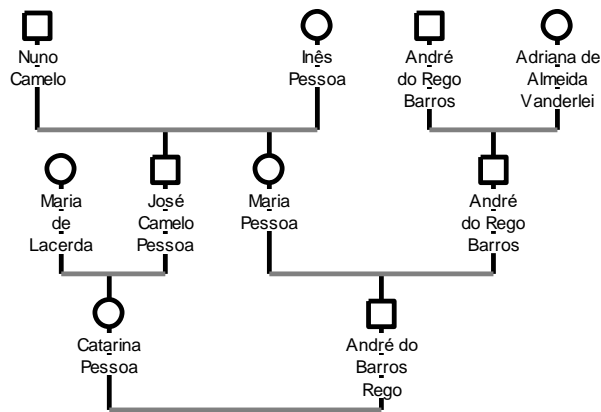 Nuno
Camelo
Inês
Pessoa
André
do Rego
Barros
Adriana de
Almeida
Vanderlei
Maria
de
Lacerda
José
Camelo
Pessoa
Maria
Pessoa
André
do Rego
Barros
Catarina
Pessoa
André do
Barros
Rego